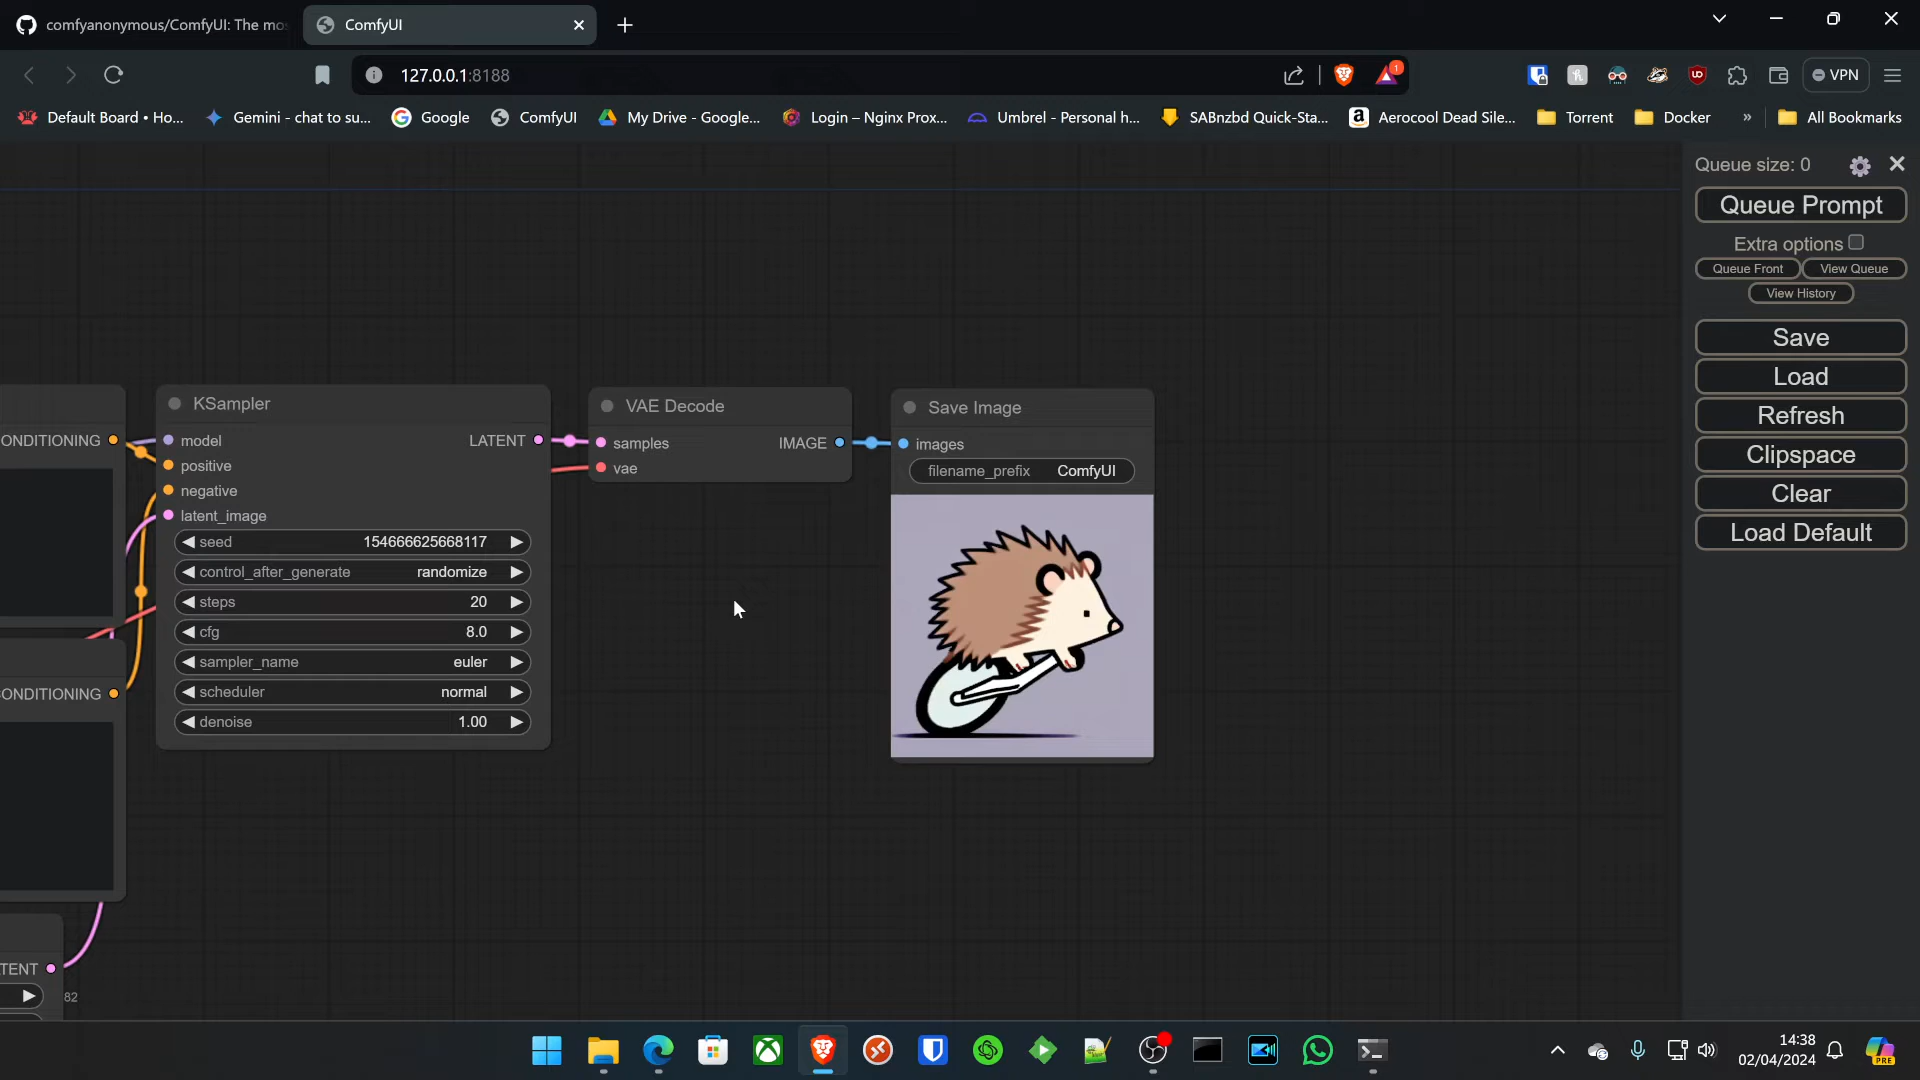 comfyanonymous/ComfyUI: The mos
ComfyUI
127.0.0.1:8188
1
VPN
Default Board • Ho...
Gemini - chat to su...
Google
ComfyUI
My Drive - Google...
Login – Nginx Prox...
Umbrel - Personal h...
SABnzbd Quick-Sta...
Aerocool Dead Sile...
Torrent
Docker
»
All Bookmarks
Queue size: 0
Queue Prompt
Extra options
Queue Front
View Queue
View History
Save
Load
Refresh
Clipspace
Clear
Load Default
ONDITIONING
CONDITIONING
TENT
82
KSampler
model
LATENT
positive
negative
latent_image
seed 154666625668117
control_after_generate randomize
steps 20
cfg 8.0
sampler_name euler
scheduler normal
denoise 1.00
VAE Decode
samples
IMAGE
vae
Save Image
images
filename_prefix ComfyUI
14:38
02/04/2024
PRE